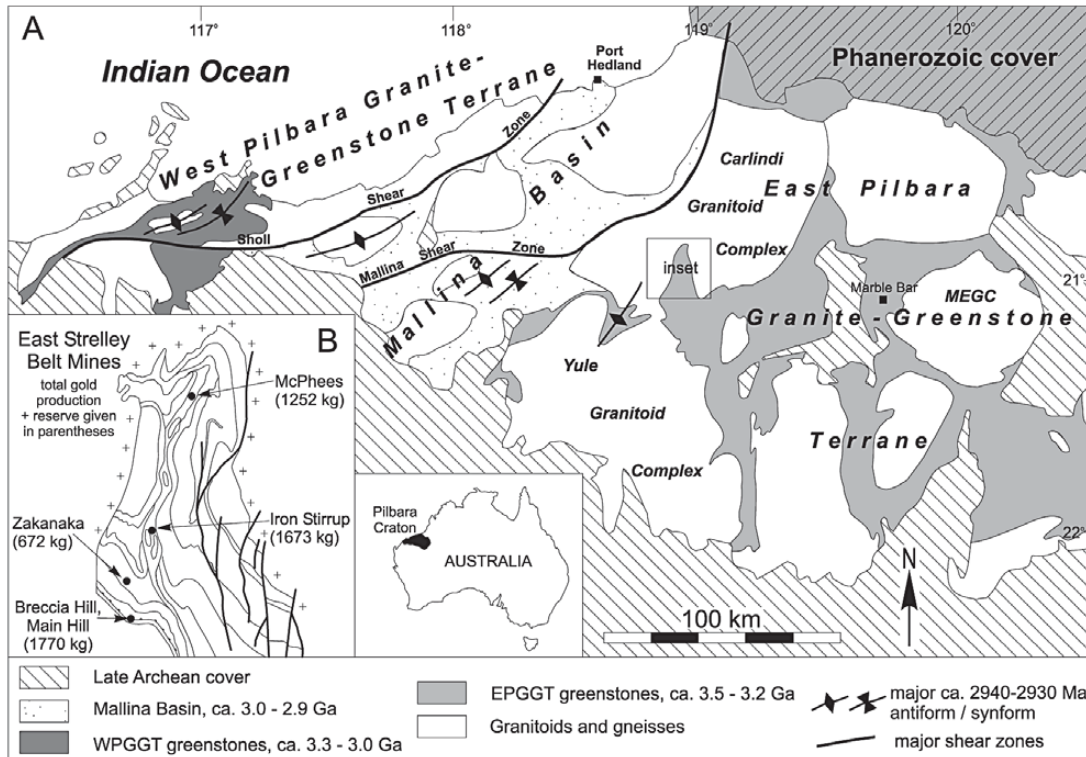 A
117°
118°
119°
120°
Indian Ocean
West Pilbara Granite-
Greenstone Terrane
Port
Hedland
Phanerozoic cover
Zone
Basin
Shear
Sholl
Mallina
Shear
Zone
Mallina
Carlindi
Granitoid
Complex
East Pilbara
inset
21°
Marble Bar
MEGC
Granite - Greenstone
Terrane
Yule
Granitoid
Complex
22°
B
East Strelley
Belt Mines
total gold
production
+ reserve given
in parentheses
McPhees
(1252 kg)
Zakanaka
(672 kg)
Iron Stirrup
(1673 kg)
Breccia Hill,
Main Hill
(1770 kg)
Pilbara
Craton
AUSTRALIA
N
100 km
Late Archean cover
Mallina Basin, ca. 3.0 - 2.9 Ga
WPGGT greenstones, ca. 3.3 - 3.0 Ga
EPGGT greenstones, ca. 3.5 - 3.2 Ga
Granitoids and gneisses
major ca. 2940-2930 Ma
antiform / synform
major shear zones